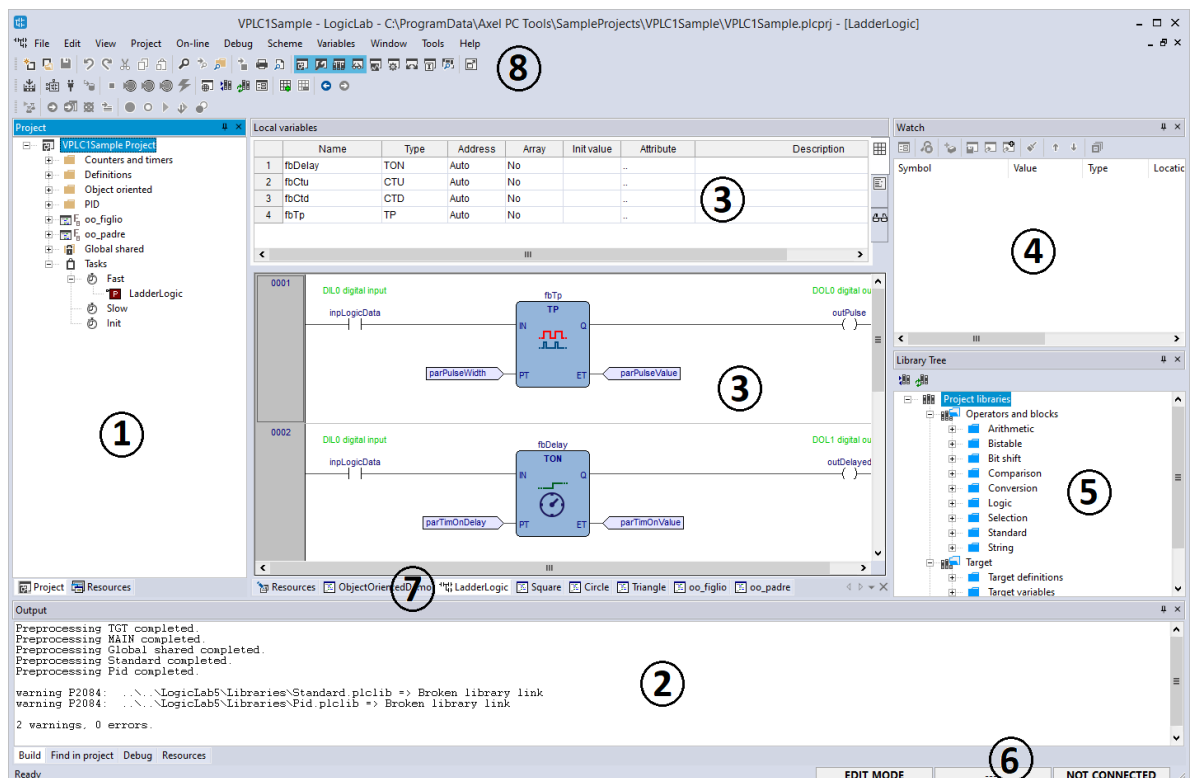 VPLC1Sample - LogicLab - C:\ProgramData\Axel PC Tools\SampleProjects\VPLC1Sample\VPLC1Sample.plcprj - [LadderLogic]
File Edit View Project On-line Debug Scheme Variables Window Tools Help
8
Project
VPLC1Sample Project
Counters and timers
Definitions
Object oriented
PID
oo_figlio
oo_padre
Global shared
Tasks
Fast
LadderLogic
Slow
Init
1
Project Resources
Local variables
Name Type Address Array Init value Attribute Description
1 fbDelay TON Auto No ..
2 fbCtu CTU Auto No ..
3 fbCtd CTD Auto No ..
4 fbTp TP Auto No ..
3
0001
DIL0 digital input DOL0 digital ou
fbTp
inpLogicData TP outPulse
IN Q
parPulseWidth PT ET parPulseValue
3
0002
DIL0 digital input DOL1 digital ou
fbDelay
inpLogicData TON outDelayed
IN Q
parTimOnDelay PT ET parTimOnValue
Resources ObjectOrientedDemo LadderLogic Square Circle Triangle oo_figlio oo_padre
7
Watch
Symbol Value Type Locatic
4
Library Tree
Project libraries
Operators and blocks
Arithmetic
Bistable
Bit shift
Comparison
Conversion
Logic
Selection
Standard
String
Target
Target definitions
Target variables
5
Output
Preprocessing TGT completed.
Preprocessing MAIN completed.
Preprocessing Global shared completed.
Preprocessing Standard completed.
Preprocessing Pid completed.
warning P2084: ..\..\LogicLab5\Libraries\Standard.plclib => Broken library link
warning P2084: ..\..\LogicLab5\Libraries\Pid.plclib => Broken library link
2 warnings, 0 errors.
2
Build Find in project Debug Resources
Ready EDIT MODE NOT CONNECTED
6